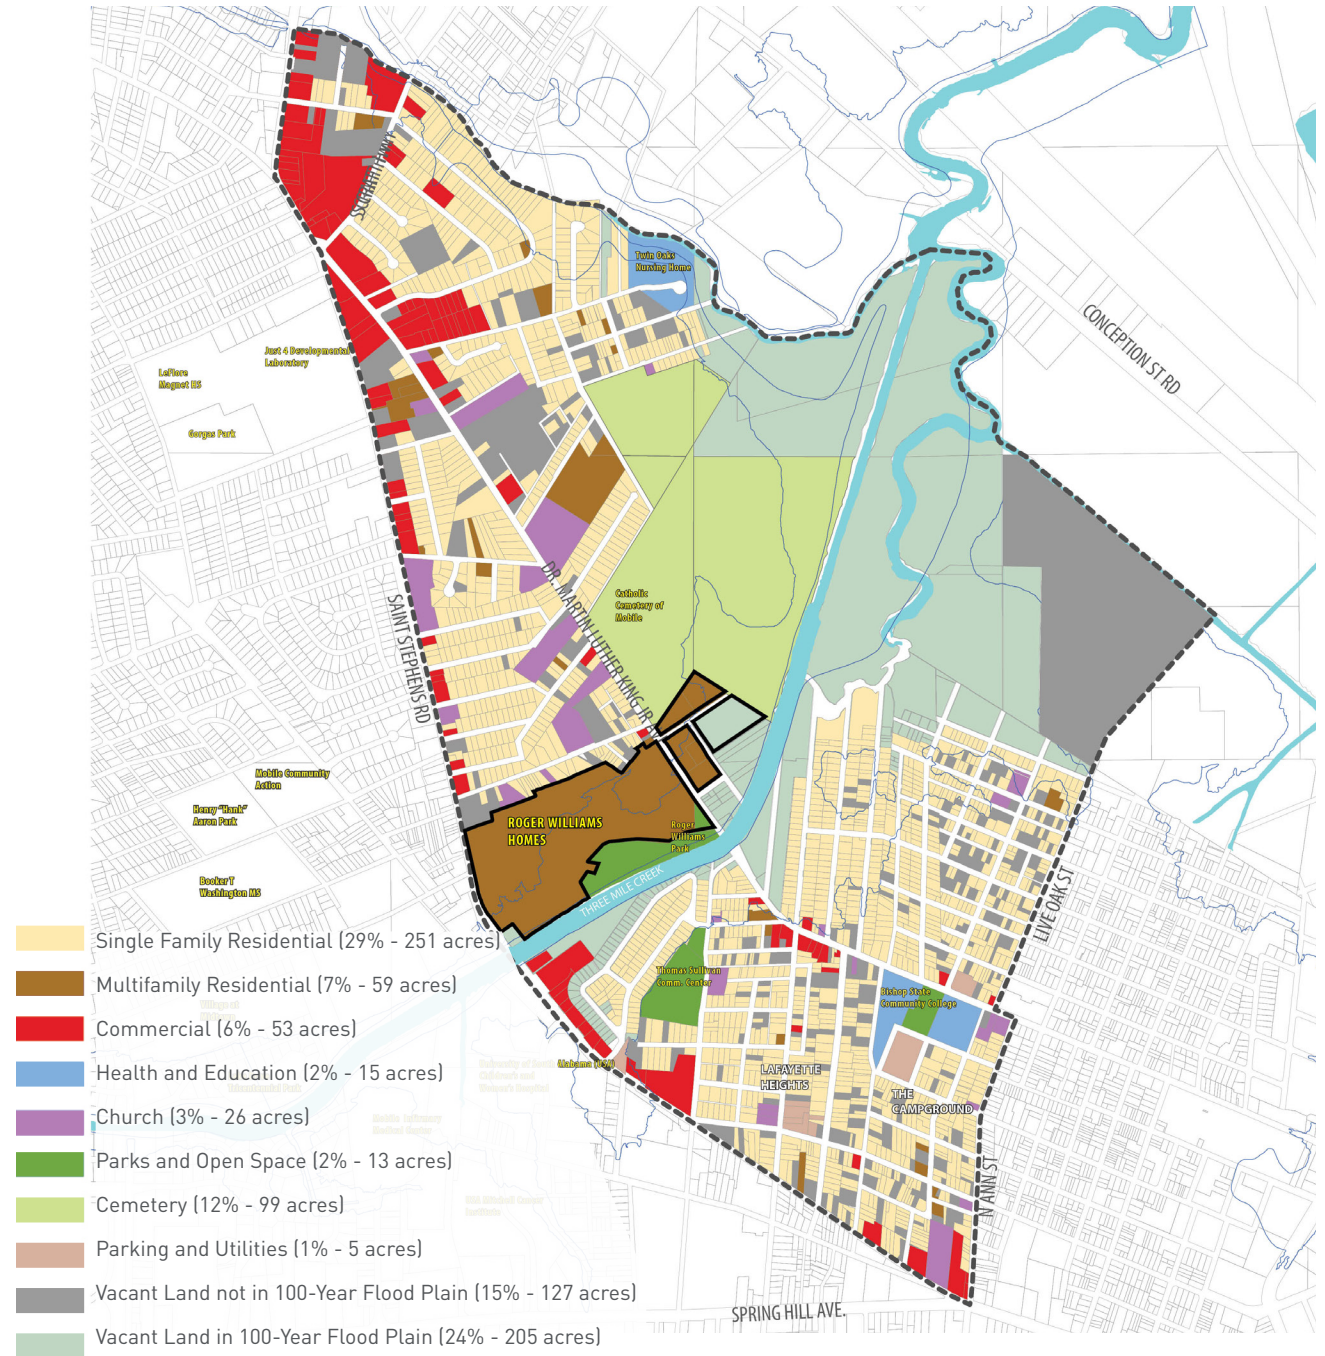 SOCRATH HWY
Twin Oaks
Nursing Home
CONCEPTION ST RD
Just 4 Developmental
Laboratory
LeFlore
Magnet HS
Gorgas Park
DR. MARTIN LUTHER KING JR A
Catholic
Cemetery of
Mobile
SAINT STEPHENS RD
Mobile Community
Action
Henry "Hank"
Aaron Park
ROGER WILLIAMS
HOMES
Roger
Williams
Park
Booker T
Washington MS
THREE MILE CREEK
LIVE OAK ST
Thomas Sullivan
Comm. Center
Bishop State
Community College
Alabama (USA)
LAFAYETTE
HEIGHTS
THE
CAMPGROUND
N ANN ST
SPRING HILL AVE.
Single Family Residential (29% - 251 acres)
Multifamily Residential (7% - 59 acres)
Commercial (6% - 53 acres)
Health and Education (2% - 15 acres)
Church (3% - 26 acres)
Parks and Open Space (2% - 13 acres)
Cemetery (12% - 99 acres)
Parking and Utilities (1% - 5 acres)
Vacant Land not in 100-Year Flood Plain (15% - 127 acres)
Vacant Land in 100-Year Flood Plain (24% - 205 acres)